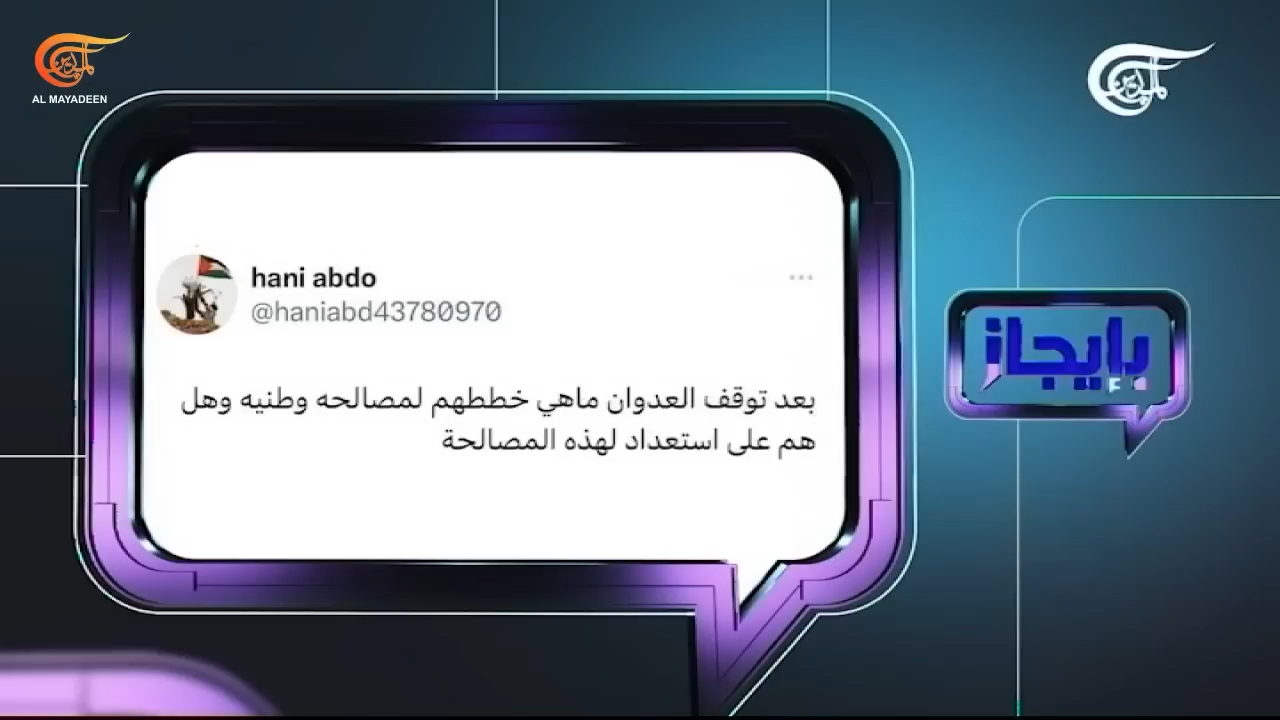 AL MAYADEEN
الميادين
hani abdo
@haniabd43780970
بعد توقف العدوان ماهي خططهم لمصالحه وطنيه وهل
هم على استعداد لهذه المصالحة
بإيجاز